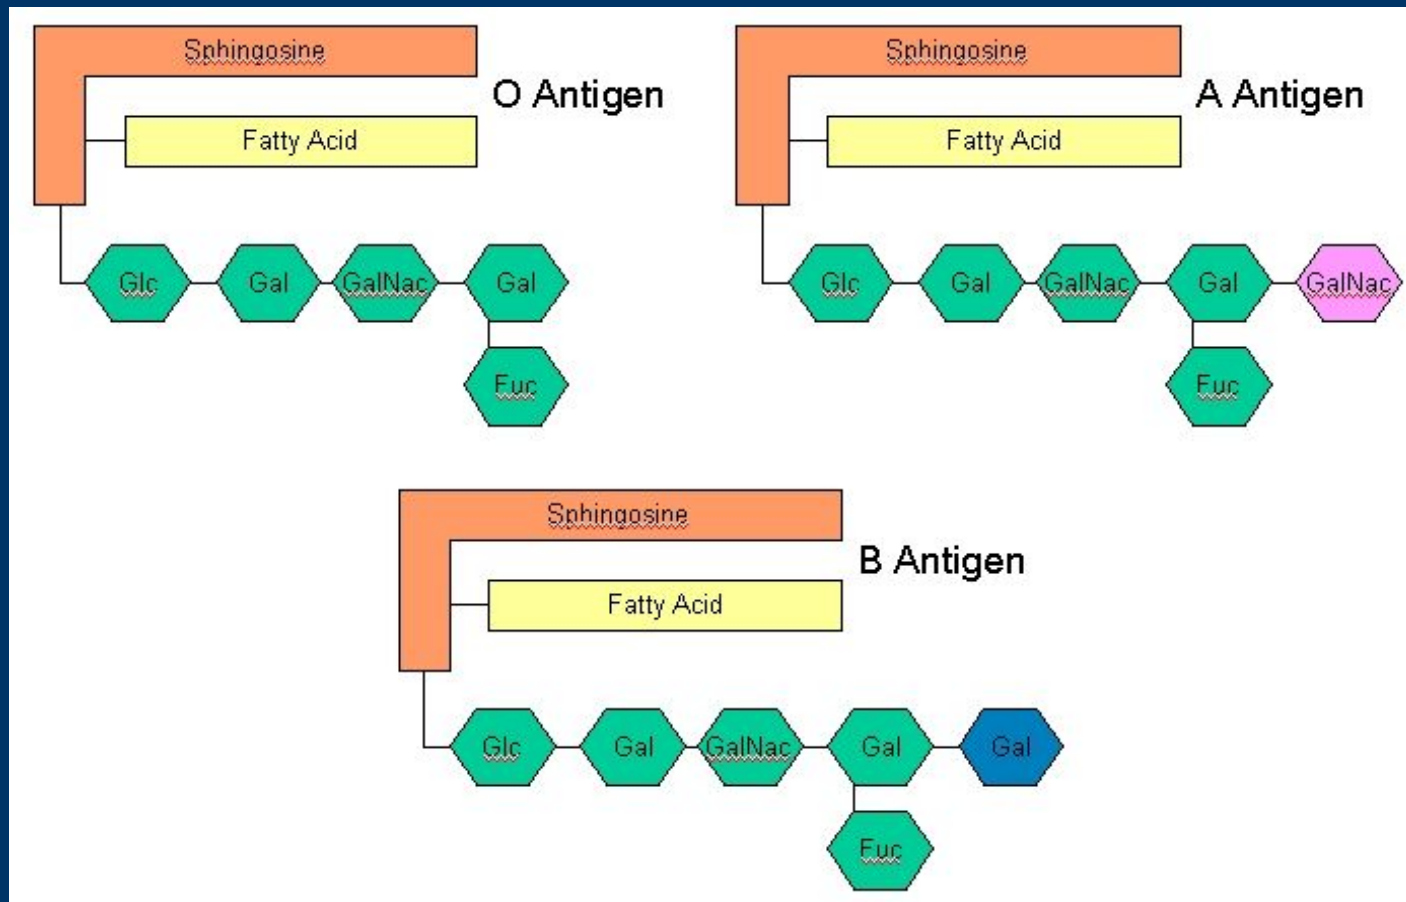 Sphingosine
O Antigen
Fatty Acid
Glc Gal GalNac Gal
Fuc
Sphingosine
A Antigen
Fatty Acid
Glc Gal GalNac Gal GalNac
Fuc
Sphingosine
B Antigen
Fatty Acid
Glc Gal GalNac Gal Gal
Fuc